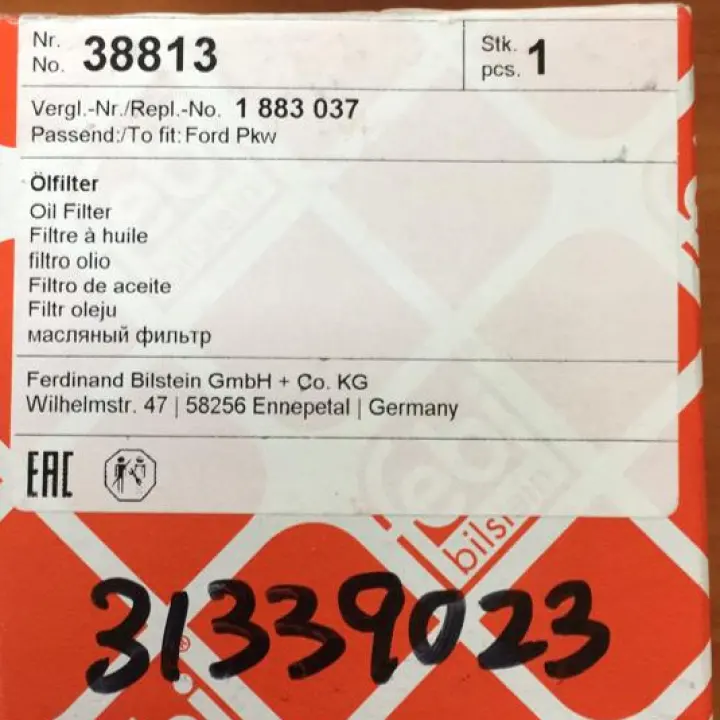 Nr.
No. 38813
Stk.
pcs. 1
Vergl.-Nr./Repl.-No. 1 883 037
Passend:/To fit: Ford Pkw
Ölfilter
Oil Filter
Filtre à huile
filtro olio
Filtro de aceite
Filtr oleju
масляный фильтр
Ferdinand Bilstein GmbH + Co. KG
Wilhelmstr. 47 | 58256 Ennepetal | Germany
EAC
bilstein
31339023